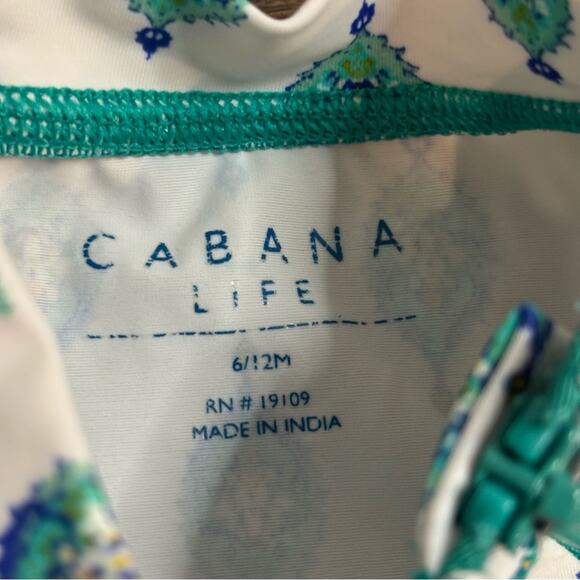 CABANA
LIFE
6/12M
RN # 19109
MADE IN INDIA